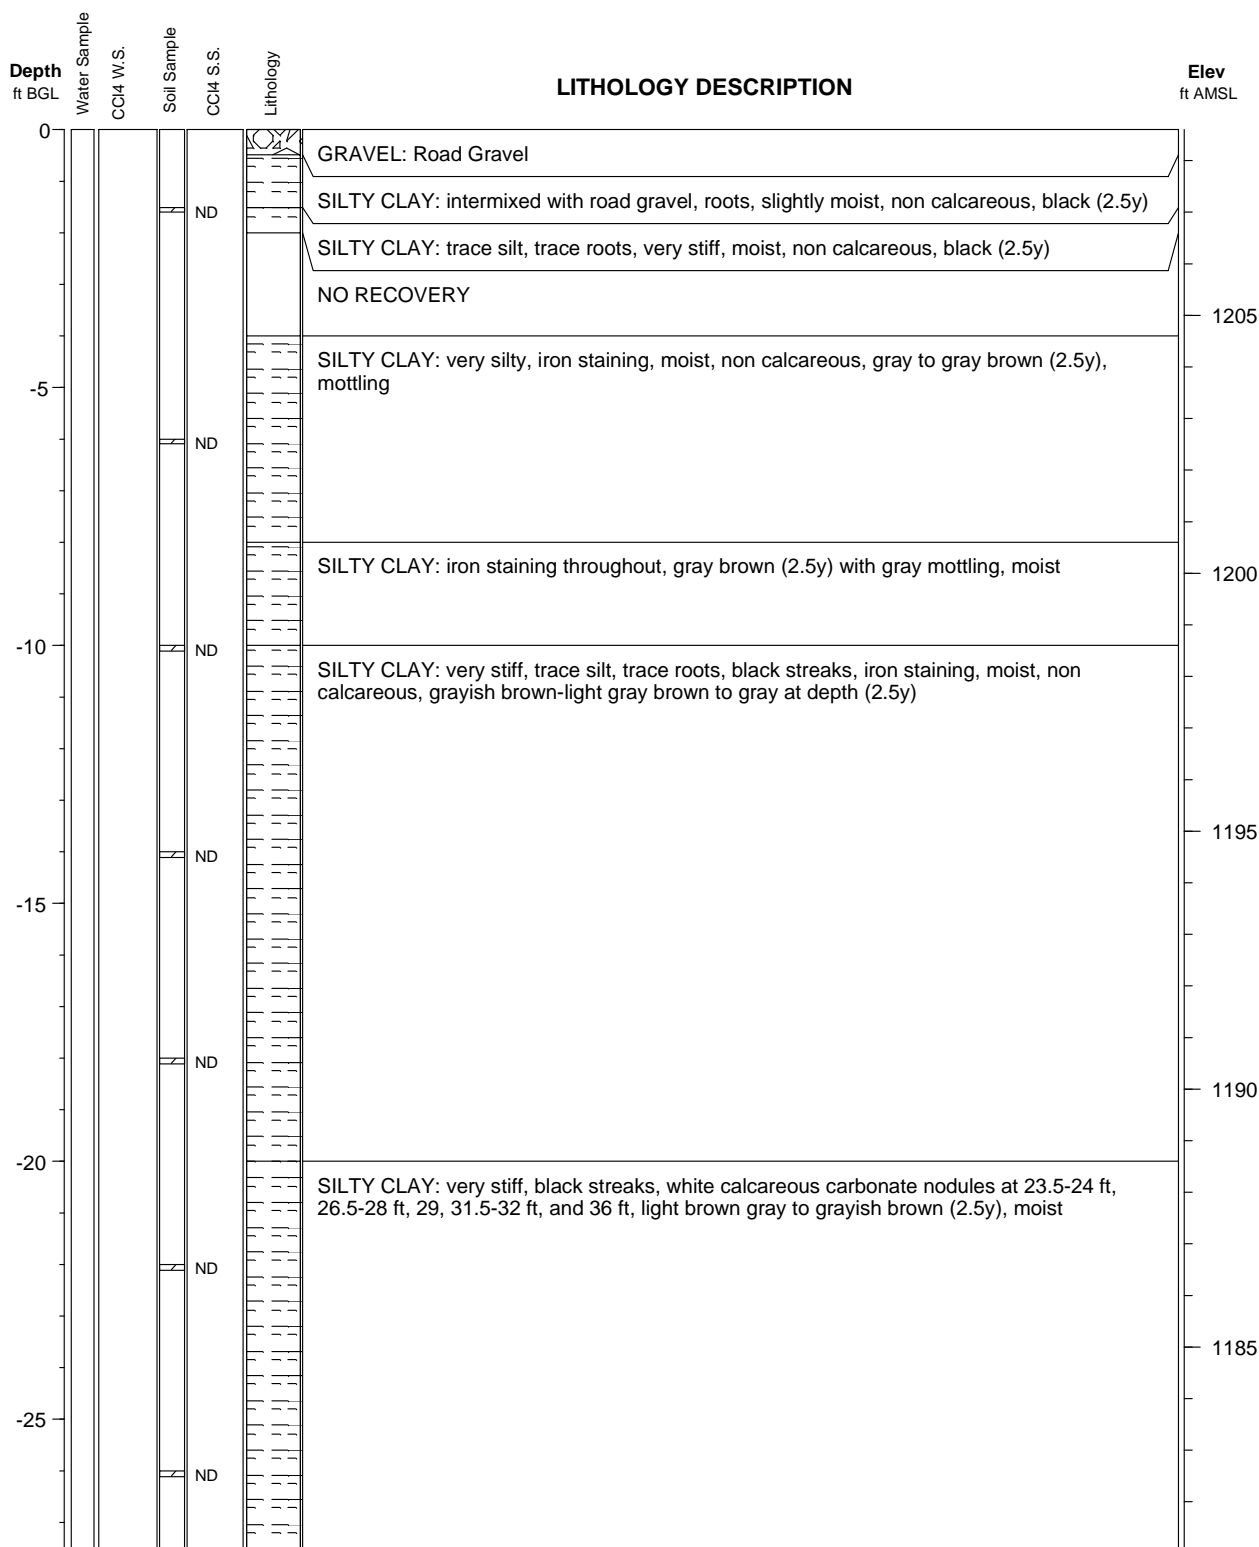 Depth
ft BGL
Water Sample
CCl4 W.S.
Soil Sample
CCl4 S.S.
Lithology
LITHOLOGY DESCRIPTION
Elev
ft AMSL
0
GRAVEL: Road Gravel
SILTY CLAY: intermixed with road gravel, roots, slightly moist, non calcareous, black (2.5y)
ND
SILTY CLAY: trace silt, trace roots, very stiff, moist, non calcareous, black (2.5y)
NO RECOVERY
1205
SILTY CLAY: very silty, iron staining, moist, non calcareous, gray to gray brown (2.5y),
mottling
-5
ND
SILTY CLAY: iron staining throughout, gray brown (2.5y) with gray mottling, moist
1200
-10
ND
SILTY CLAY: very stiff, trace silt, trace roots, black streaks, iron staining, moist, non
calcareous, grayish brown-light gray brown to gray at depth (2.5y)
1195
ND
-15
ND
1190
-20
SILTY CLAY: very stiff, black streaks, white calcareous carbonate nodules at 23.5-24 ft,
26.5-28 ft, 29, 31.5-32 ft, and 36 ft, light brown gray to grayish brown (2.5y), moist
ND
1185
-25
ND